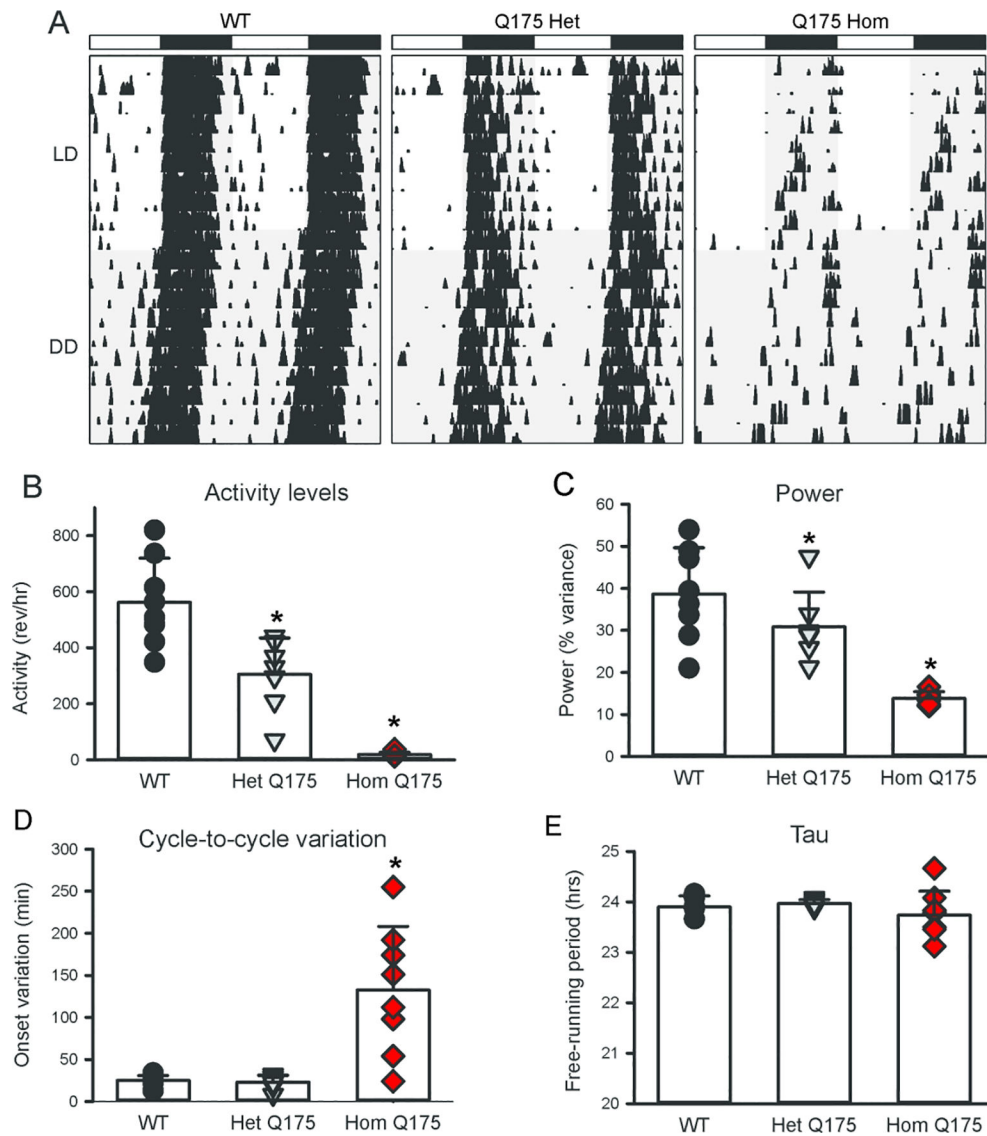 A
WT
Q175 Het
Q175 Hom
LD
DD
B
Activity levels
Activity (rev/hr)
800
600
400
200
0
*
*
WT
Het Q175
Hom Q175
C
Power
Power (% variance)
60
50
40
30
20
10
0
*
*
WT
Het Q175
Hom Q175
D
Cycle-to-cycle variation
Onset variation (min)
300
250
200
150
100
50
0
*
WT
Het Q175
Hom Q175
E
Tau
Free-running period (hrs)
25
24
23
22
21
20
WT
Het Q175
Hom Q175